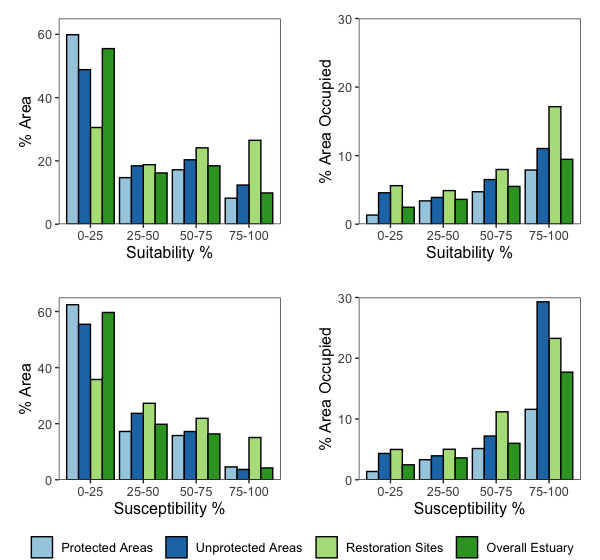 60
40
20
0
% Area
0-25 25-50 50-75 75-100
Suitability %
30
20
10
0
% Area Occupied
0-25 25-50 50-75 75-100
Suitability %
60
40
20
0
% Area
0-25 25-50 50-75 75-100
Susceptibility %
30
20
10
0
% Area Occupied
0-25 25-50 50-75 75-100
Susceptibility %
Protected Areas Unprotected Areas Restoration Sites Overall Estuary